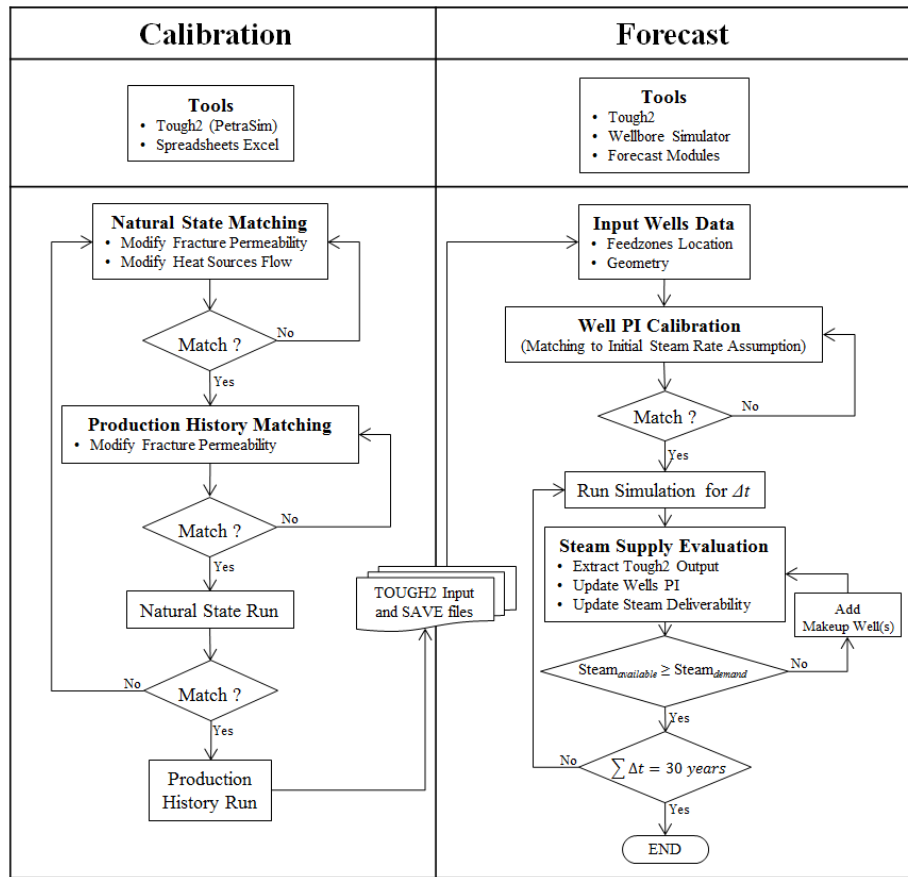 Calibration
Forecast
Tools
• Tough2 (PetraSim)
• Spreadsheets Excel
Tools
• Tough2
• Wellbore Simulator
• Forecast Modules
Natural State Matching
• Modify Fracture Permeability
• Modify Heat Sources Flow
Match ?
No
Yes
Production History Matching
• Modify Fracture Permeability
Match ?
No
Yes
Natural State Run
Match ?
No
Yes
Production
History Run
TOUGH2 Input
and SAVE files
Input Wells Data
• Feedzones Location
• Geometry
Well PI Calibration
(Matching to Initial Steam Rate Assumption)
Match ?
No
Yes
Run Simulation for Δt
Steam Supply Evaluation
• Extract Tough2 Output
• Update Wells PI
• Update Steam Deliverability
Add
Makeup Well(s)
Steam available ≥ Steam demand
No
Yes
∑ Δt = 30 years
No
Yes
END